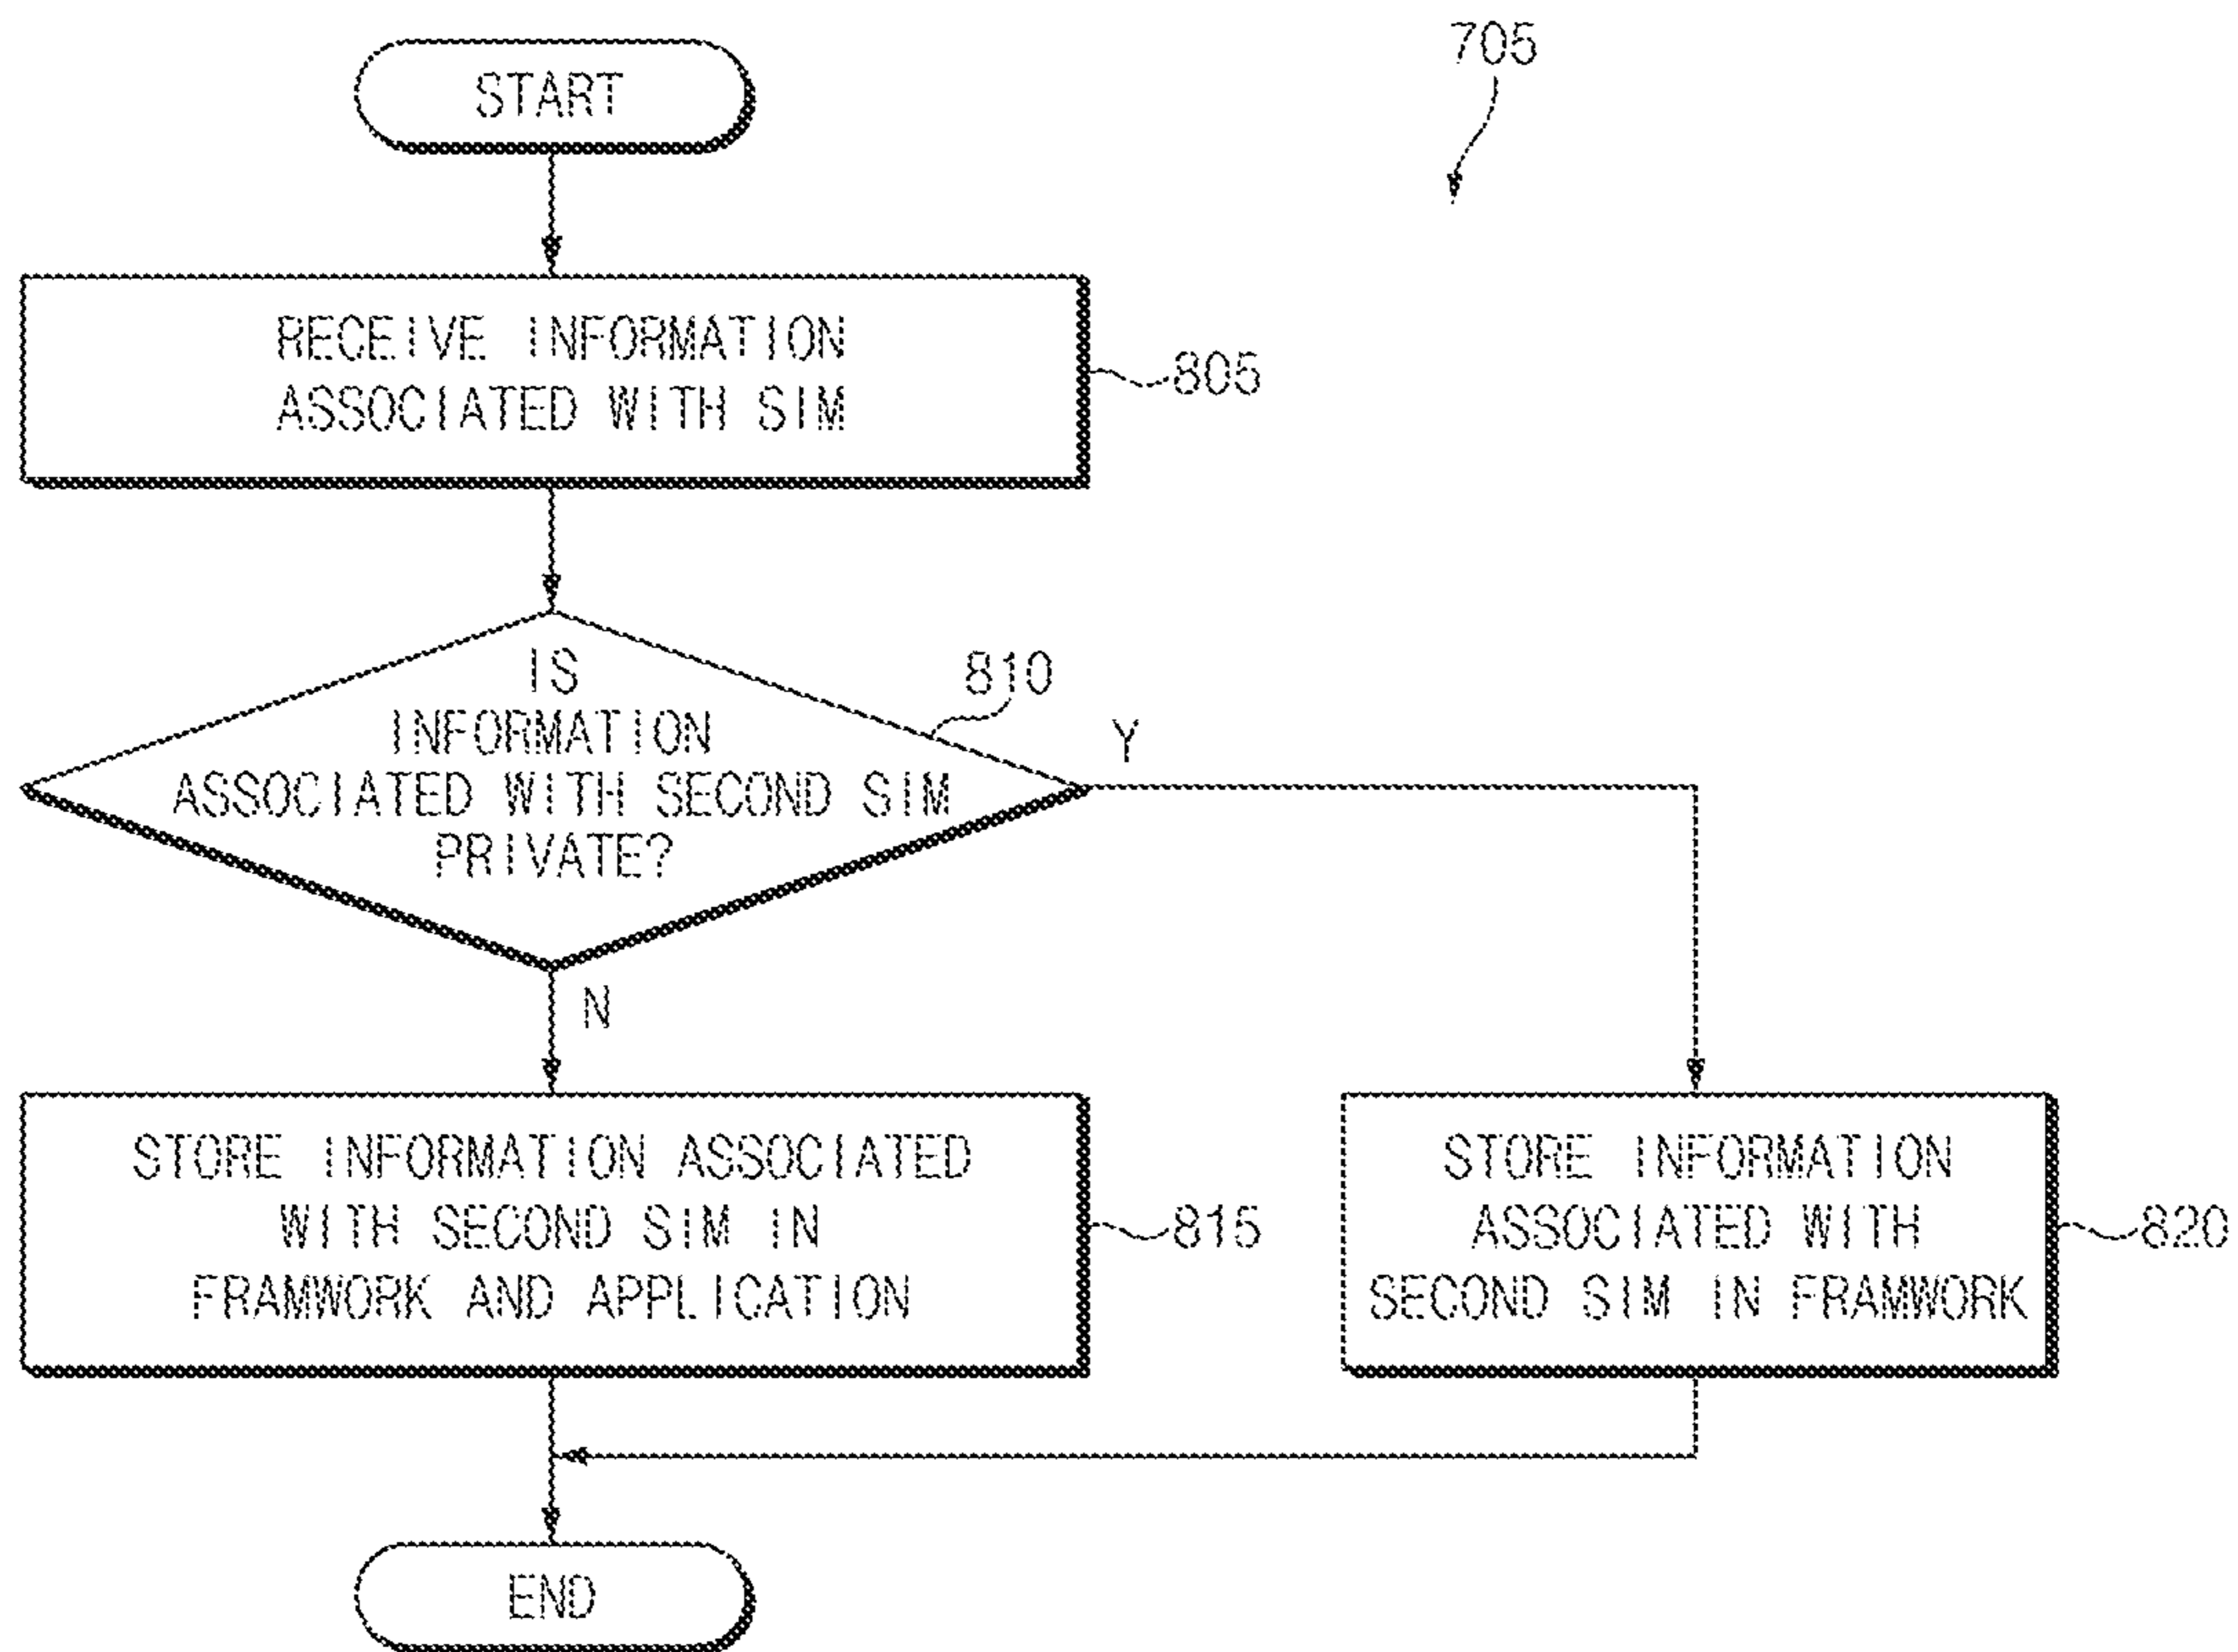 705
START
RECEIVE INFORMATION
ASSOCIATED WITH SIM
805
IS
INFORMATION
ASSOCIATED WITH SECOND SIM
PRIVATE?
810
Y
N
STORE INFORMATION ASSOCIATED
WITH SECOND SIM IN
FRAMWORK AND APPLICATION
815
STORE INFORMATION
ASSOCIATED WITH
SECOND SIM IN FRAMWORK
820
END